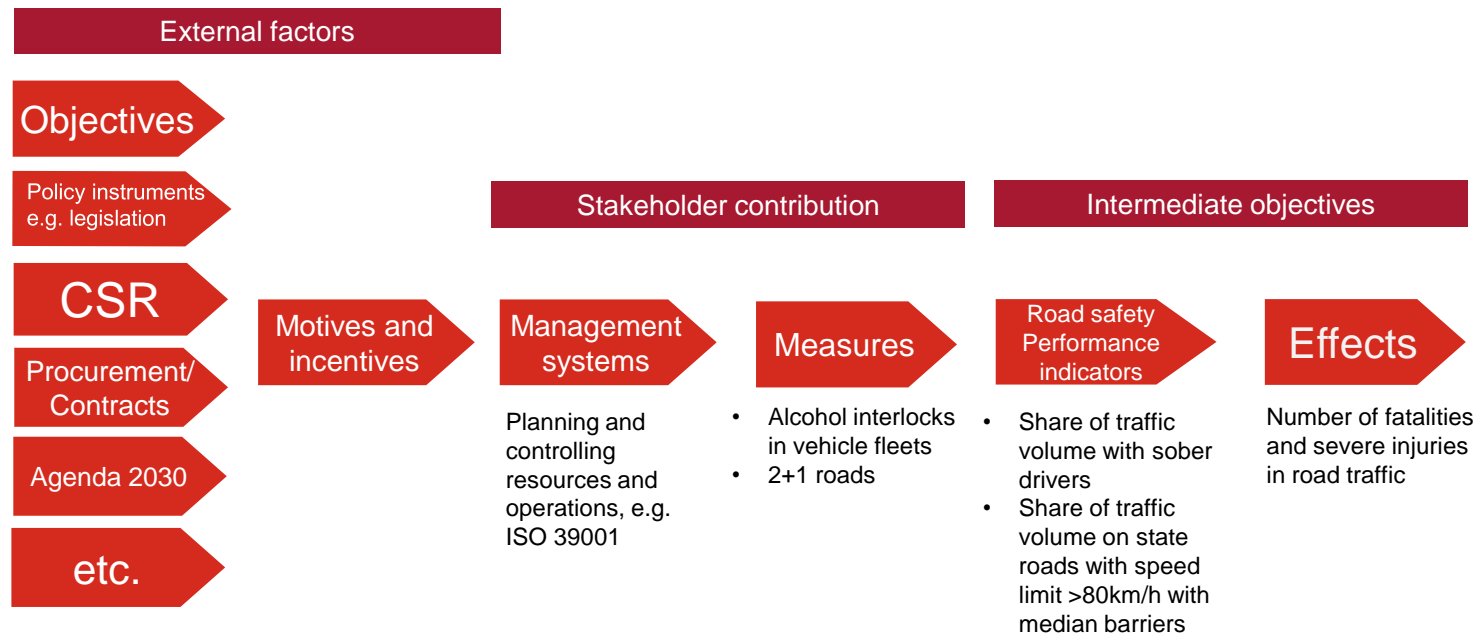 External factors
Objectives
Policy instruments
e.g. legislation
CSR
Procurement/
Contracts
Agenda 2030
etc.
Motives and
incentives
Stakeholder contribution
Management
systems
Planning and
controlling
resources and
operations, e.g.
ISO 39001
Measures
• Alcohol interlocks
in vehicle fleets
• 2+1 roads
Intermediate objectives
Road safety
Performance
indicators
• Share of traffic
volume with sober
drivers
• Share of traffic
volume on state
roads with speed
limit >80km/h with
median barriers
Effects
Number of fatalities
and severe injuries
in road traffic